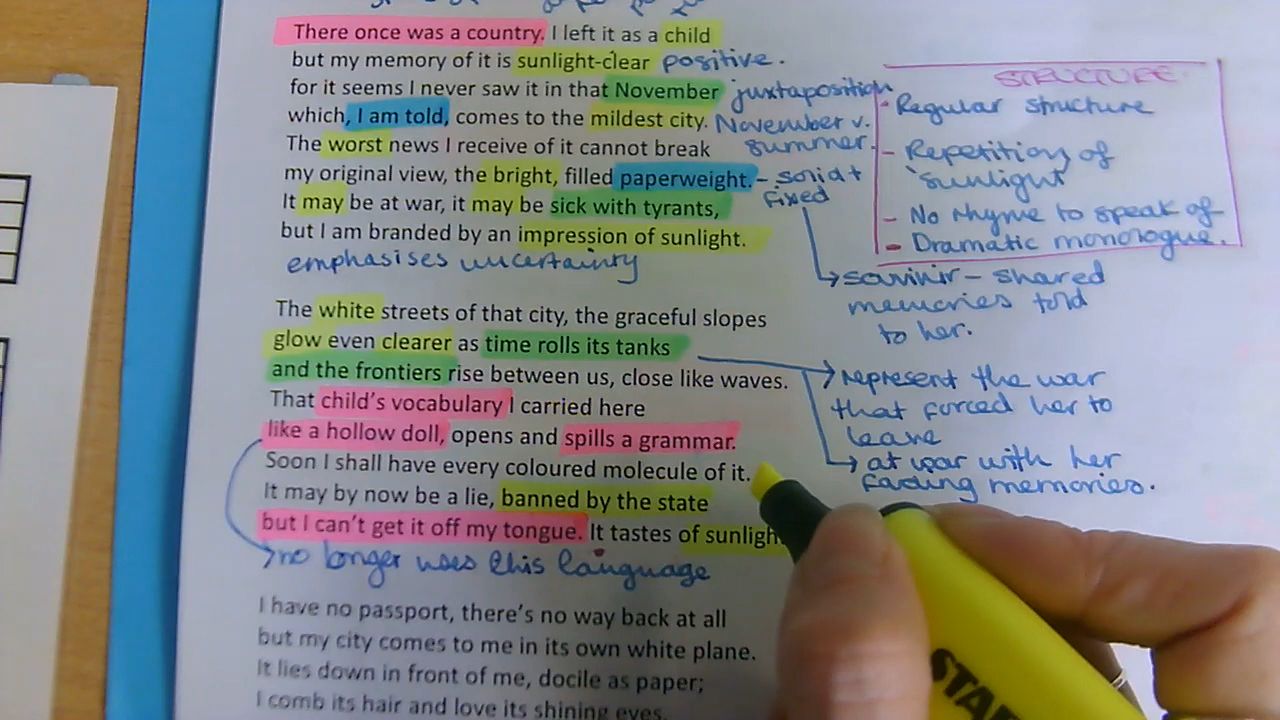 There once was a country. I left it as a child
but my memory of it is sunlight-clear positive.
for it seems I never saw it in that November juxtaposition
which, I am told, comes to the mildest city. November v.
summer.
The worst news I receive of it cannot break
my original view, the bright, filled paperweight. - solid +
fixed
It may be at war, it may be sick with tyrants,
but I am branded by an impression of sunlight.
emphasises uncertainty
STRUCTURE
- Regular structure
- Repetition of
'sunlight'
- No rhyme to speak of
- Dramatic monologue.
souvinir - shared
memories told
to her.
The white streets of that city, the graceful slopes
glow even clearer as time rolls its tanks
and the frontiers rise between us, close like waves.
That child's vocabulary I carried here
like a hollow doll, opens and spills a grammar.
Soon I shall have every coloured molecule of it.
It may by now be a lie, banned by the state
but I can't get it off my tongue. It tastes of sunligh
no longer uses this language
represent the war
that forced her to
leave
at war with her
fading memories.
I have no passport, there's no way back at all
but my city comes to me in its own white plane.
It lies down in front of me, docile as paper;
I comb its hair and love its shining eyes.
STA